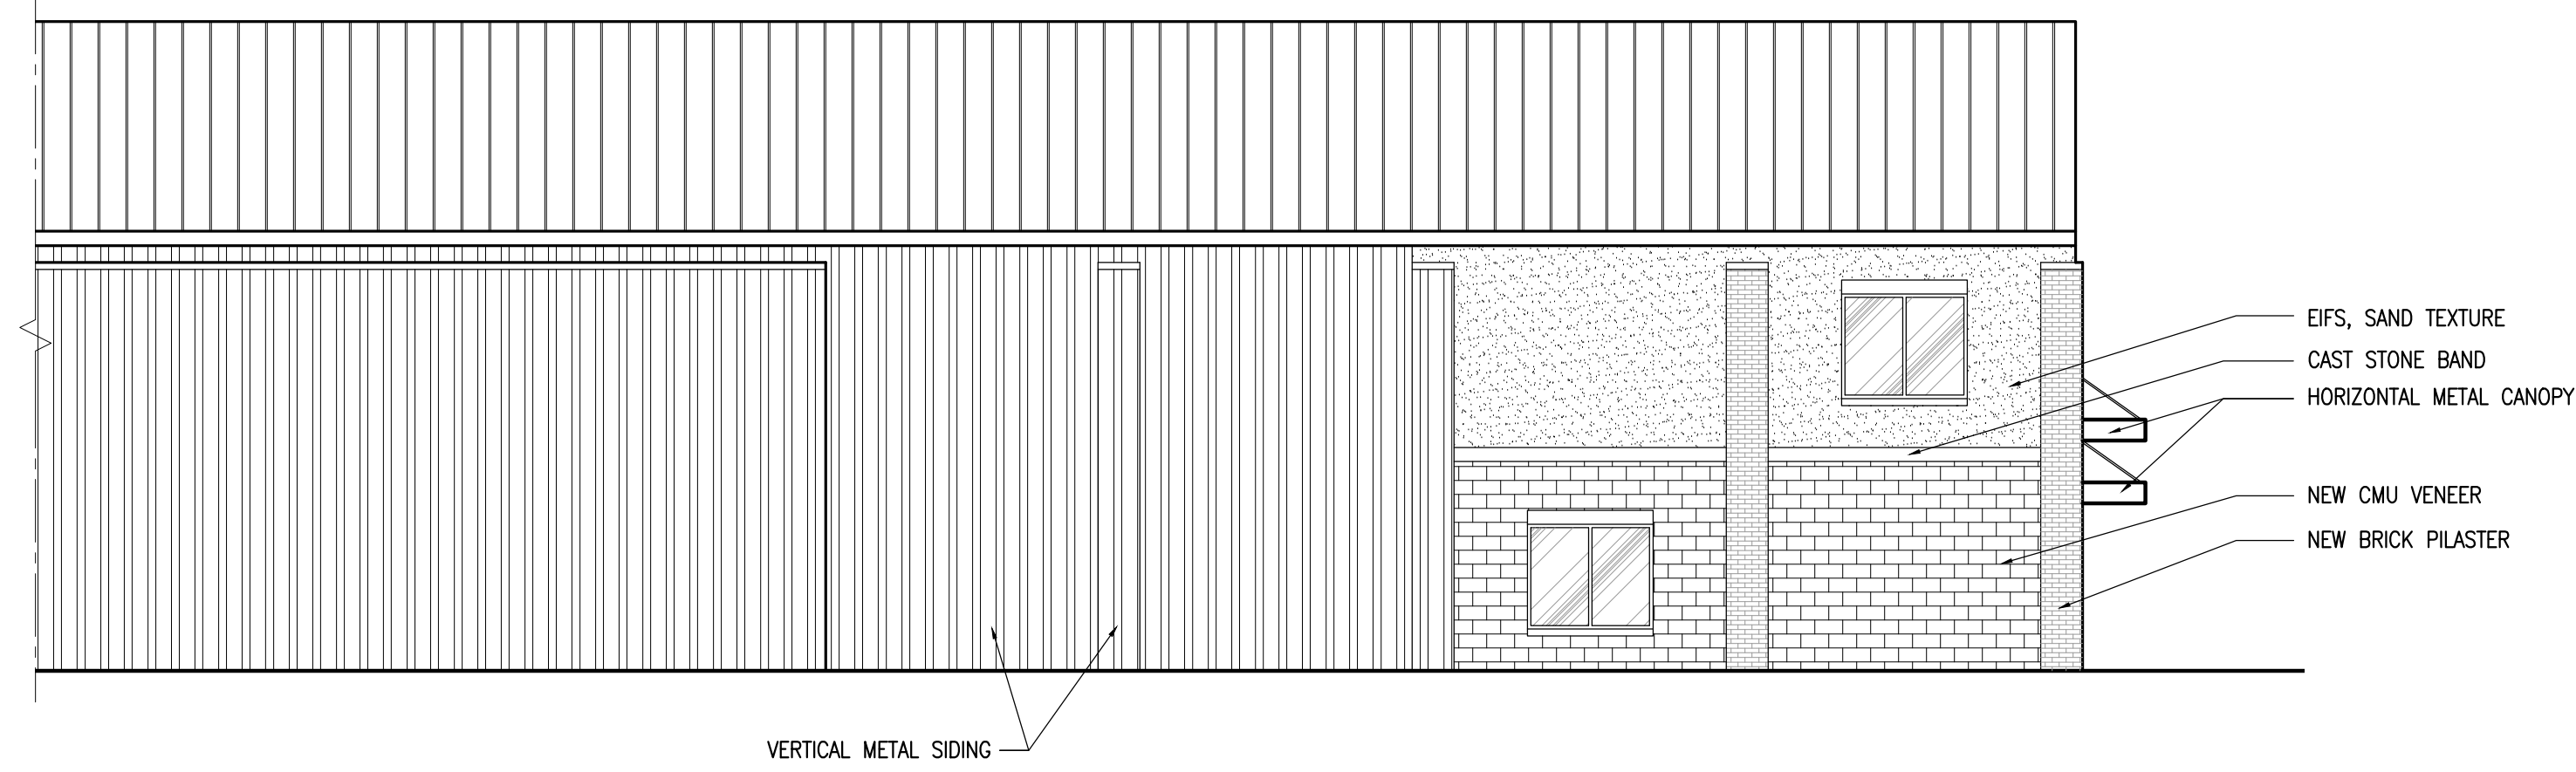 EIFS, SAND TEXTURE
CAST STONE BAND
HORIZONTAL METAL CANOPY
NEW CMU VENEER
NEW BRICK PILASTER
VERTICAL METAL SIDING